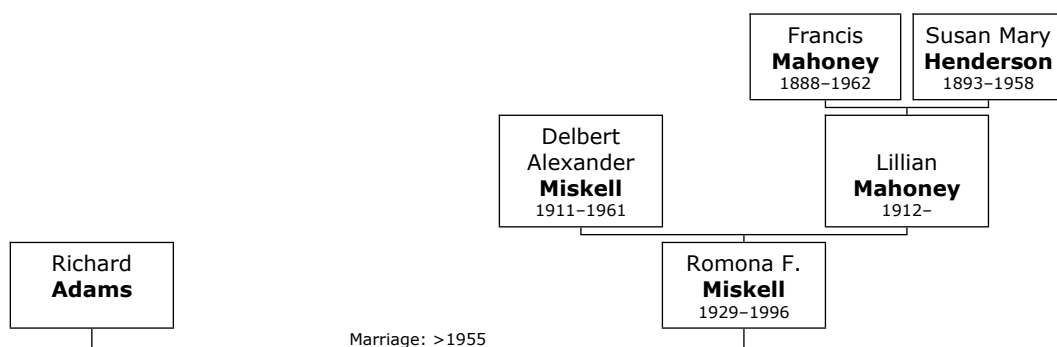 Francis
Mahoney
1888–1962
Susan Mary
Henderson
1893–1958
Delbert
Alexander
Miskell
1911–1961
Lillian
Mahoney
1912–
Richard
Adams
Romona F.
Miskell
1929–1996
Marriage: >1955